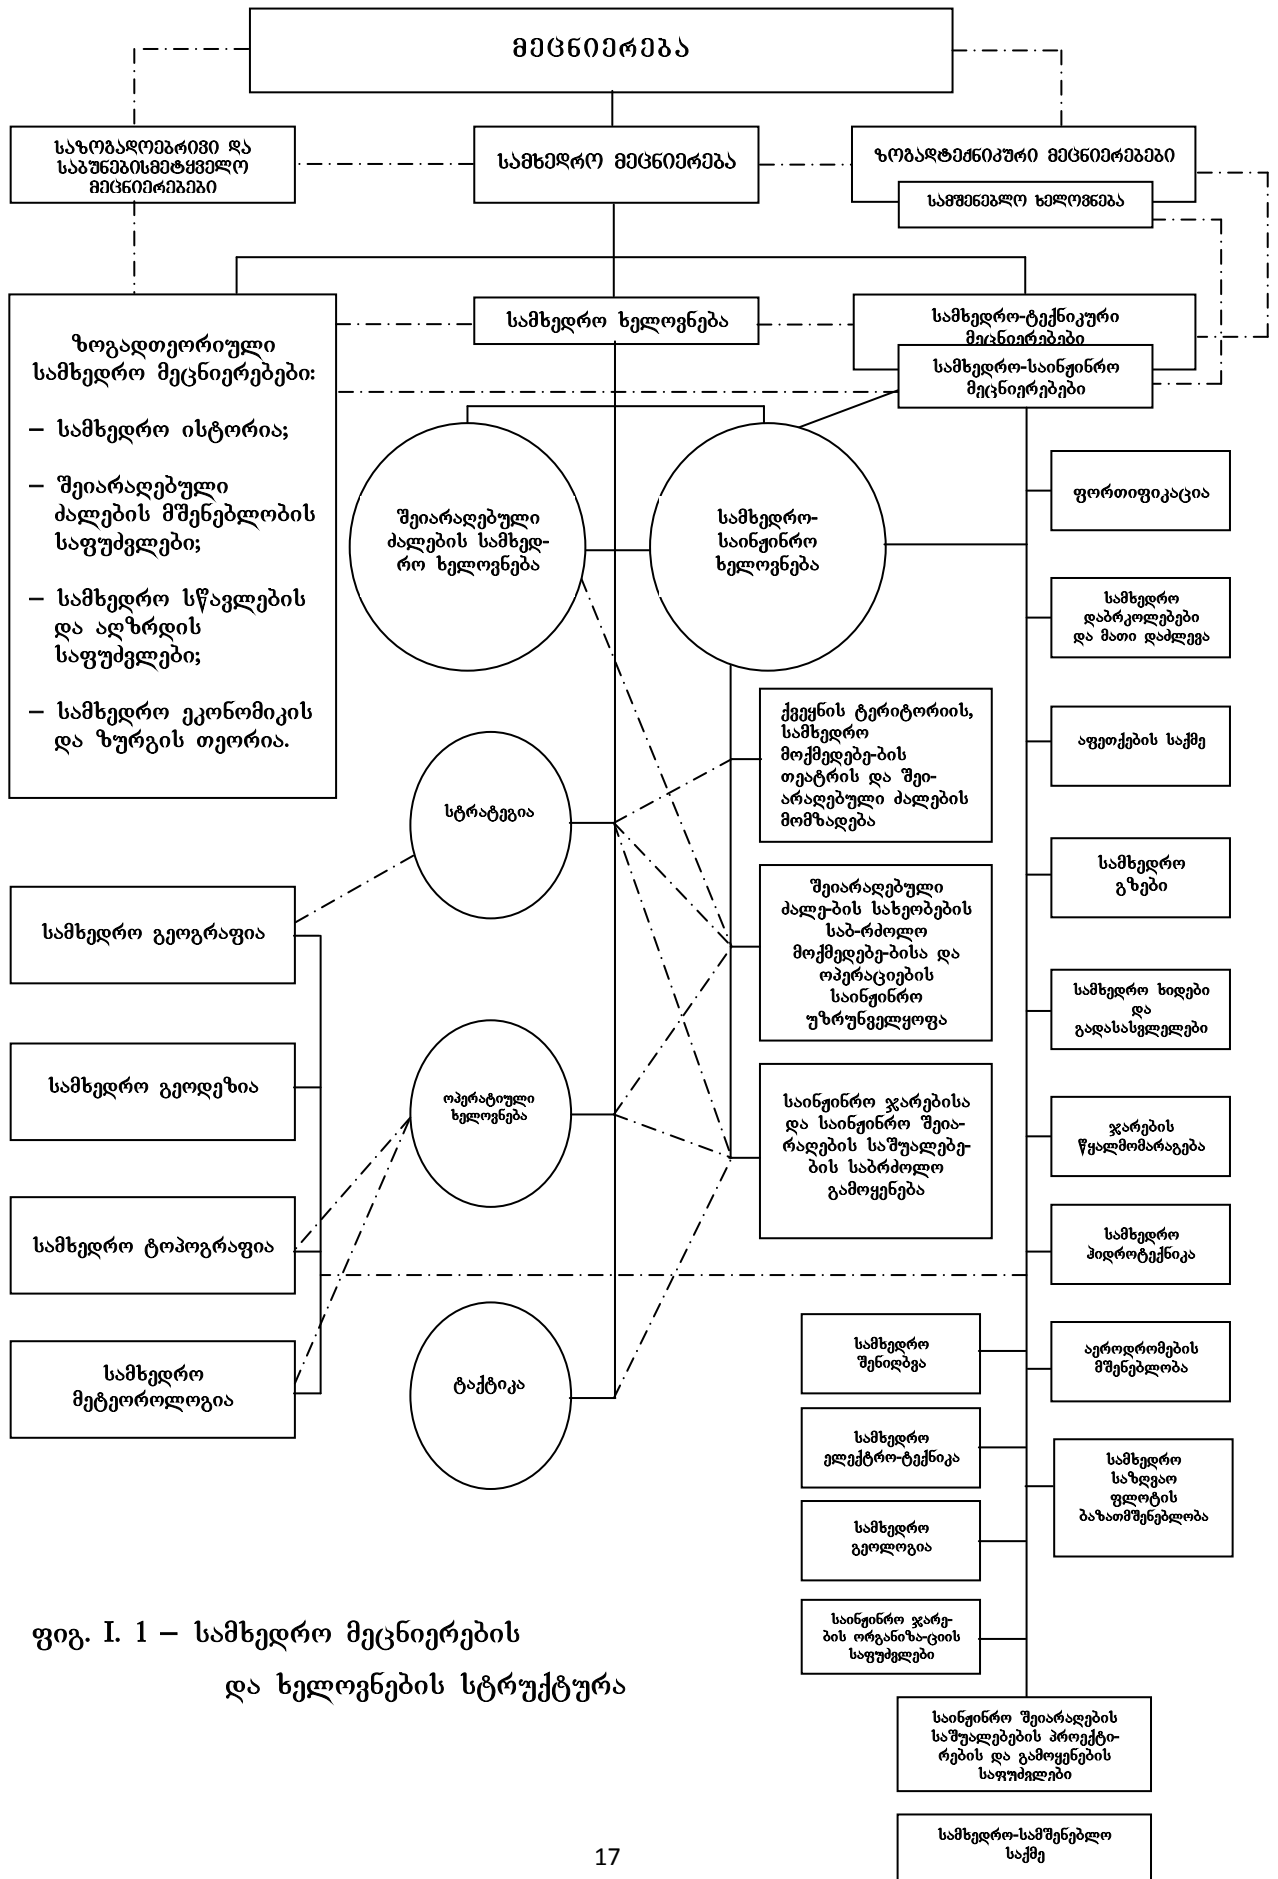 მეცნიერება
საზოგადოებრივი და
საბუნებისმეტყველო
მეცნიერებები
სამხედრო მეცნიერება
ზოგადტექნიკური მეცნიერებები
სამშენებლო ხელოვნება
ზოგადთეორიული
სამხედრო მეცნიერებები:
– სამხედრო ისტორია;
– შეიარაღებული
ძალების მშენებლობის
საფუძვლები;
– სამხედრო სწავლების
და აღზრდის
საფუძვლები;
– სამხედრო ეკონომიკის
და ზურგის თეორია.
სამხედრო ხელოვნება
სამხედრო-ტექნიკური
მეცნიერებები
სამხედრო-საინჟინრო
მეცნიერებები
შეიარაღებული
ძალების სამხედ-
რო ხელოვნება
სამხედრო-
საინჟინრო
ხელოვნება
ფორთიფიკაცია
სამხედრო
დაბრკოლებები
და მათი დაძლევა
ქვეყნის ტერიტორიის,
სამხედრო
მოქმედებე-ბის
თეატრის და შეი-
არაღებული ძალების
მომზადება
აფეთქების საქმე
სტრატეგია
შეიარაღებული
ძალე-ბის სახეობების
საბ-რძოლო
მოქმედებე-ბისა და
ოპერაციების
საინჟინრო
უზრუნველყოფა
სამხედრო
გზები
სამხედრო გეოგრაფია
სამხედრო ხიდები
და
გადასასვლელები
სამხედრო გეოდეზია
ოპერატიული
ხელოვნება
საინჟინრო ჯარებისა
და საინჟინრო შეია-
რაღების საშუალებე-
ბის საბრძოლო
გამოყენება
ჯარების
წყალმომარაგება
სამხედრო ტოპოგრაფია
სამხედრო
ჰიდროტექნიკა
სამხედრო
მეტეოროლოგია
ტაქტიკა
სამხედრო
შენიღბვა
აეროდრომების
მშენებლობა
სამხედრო
ელექტრო-ტექნიკა
სამხედრო
საზღვაო
ფლოტის
ბაზათმშენებლობა
სამხედრო
გეოლოგია
საინჟინრო ჯარე-
ბის ორგანიზა-ციის
საფუძვლები
ფიგ. I. 1 – სამხედრო მეცნიერების
და ხელოვნების სტრუქტურა
საინჟინრო შეიარაღების
საშუალებების პროექტი-
რების და გამოყენების
საფუძვლები
სამხედრო-სამშენებლო
საქმე
17